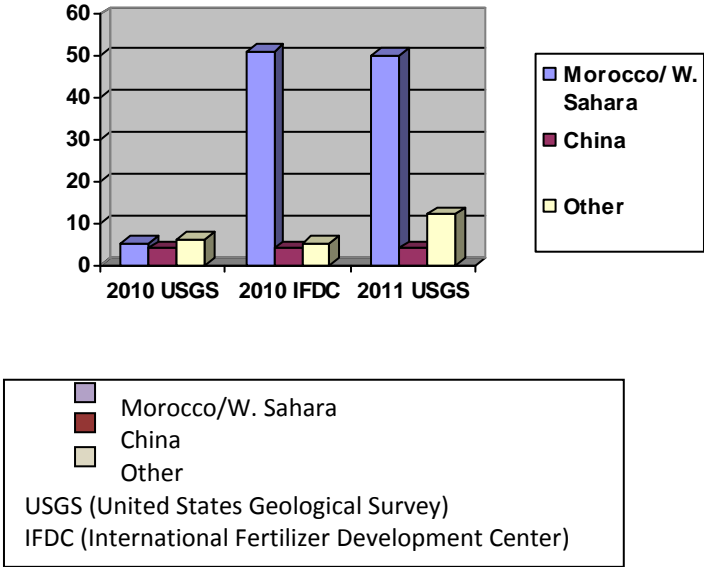 60
50
40
30
20
10
0
2010 USGS 2010 IFDC 2011 USGS
Morocco/ W.
Sahara
China
Other
Morocco/W. Sahara
China
Other
USGS (United States Geological Survey)
IFDC (International Fertilizer Development Center)